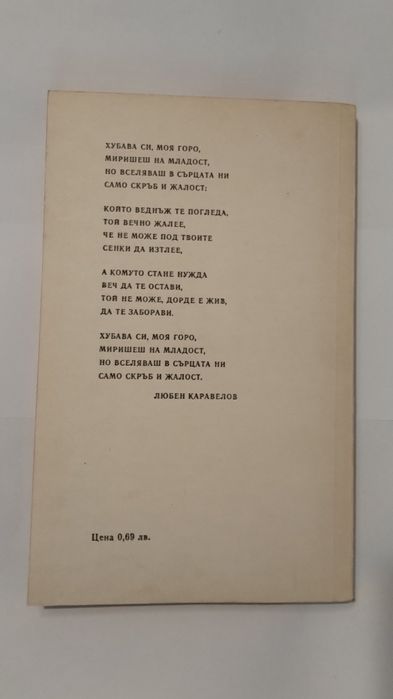 ХУБАВА СИ, МОЯ ГОРО,
МИРИШЕШ НА МЛАДОСТ,
НО ВСЕЛЯВАШ В СЪРЦАТА НИ
САМО СКРЪБ И ЖАЛОСТ:
КОЙТО ВЕДНЪЖ ТЕ ПОГЛЕДА,
ТОЙ ВЕЧНО ЖАЛЕЕ,
ЧЕ НЕ МОЖЕ ПОД ТВОИТЕ
СЕНКИ ДА ИЗТЛЕЕ,
А КОМУТО СТАНЕ НУЖДА
ВЕЧ ДА ТЕ ОСТАВИ,
ТОЙ НЕ МОЖЕ, ДОРДЕ Е ЖИВ,
ДА ТЕ ЗАБОРАВИ.
ХУБАВА СИ, МОЯ ГОРО,
МИРИШЕШ НА МЛАДОСТ,
НО ВСЕЛЯВАШ В СЪРЦАТА НИ
САМО СКРЪБ И ЖАЛОСТ.
ЛЮБЕН КАРАВЕЛОВ
Цена 0,69 лв.